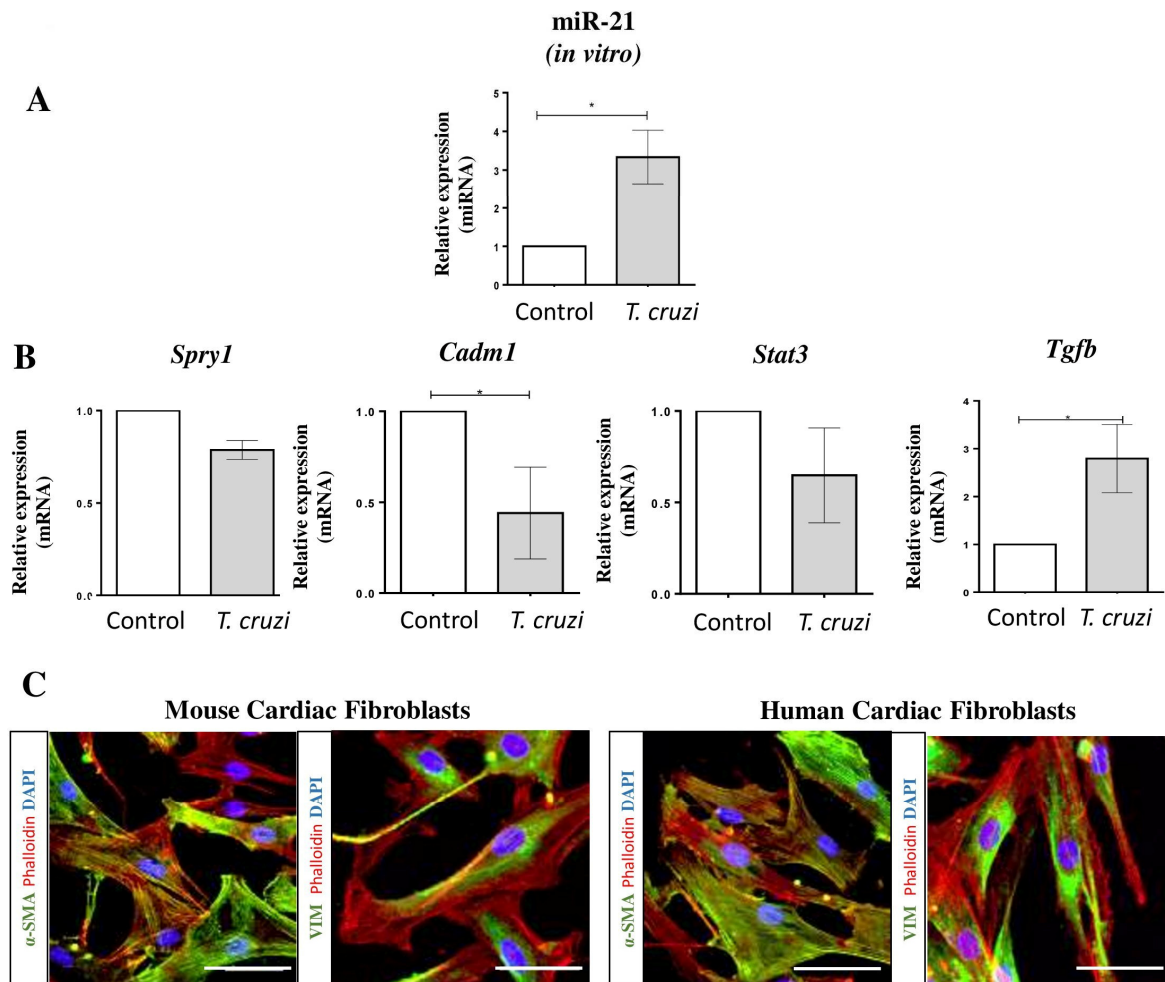 miR-21
(in vitro)
A
Relative expression
(miRNA)
5
4
3
2
1
0
*
Control
T. cruzi
B
Spry1
Relative expression
(mRNA)
1.0
0.5
0.0
Control
T. cruzi
Cadm1
Relative expression
(mRNA)
1.0
0.5
0.0
*
Control
T. cruzi
Stat3
Relative expression
(mRNA)
1.0
0.5
0.0
Control
T. cruzi
Tgfb
Relative expression
(mRNA)
4
3
2
1
0
*
Control
T. cruzi
C
Mouse Cardiac Fibroblasts
α-SMA Phalloidin DAPI
VIM Phalloidin DAPI
Human Cardiac Fibroblasts
α-SMA Phalloidin DAPI
VIM Phalloidin DAPI